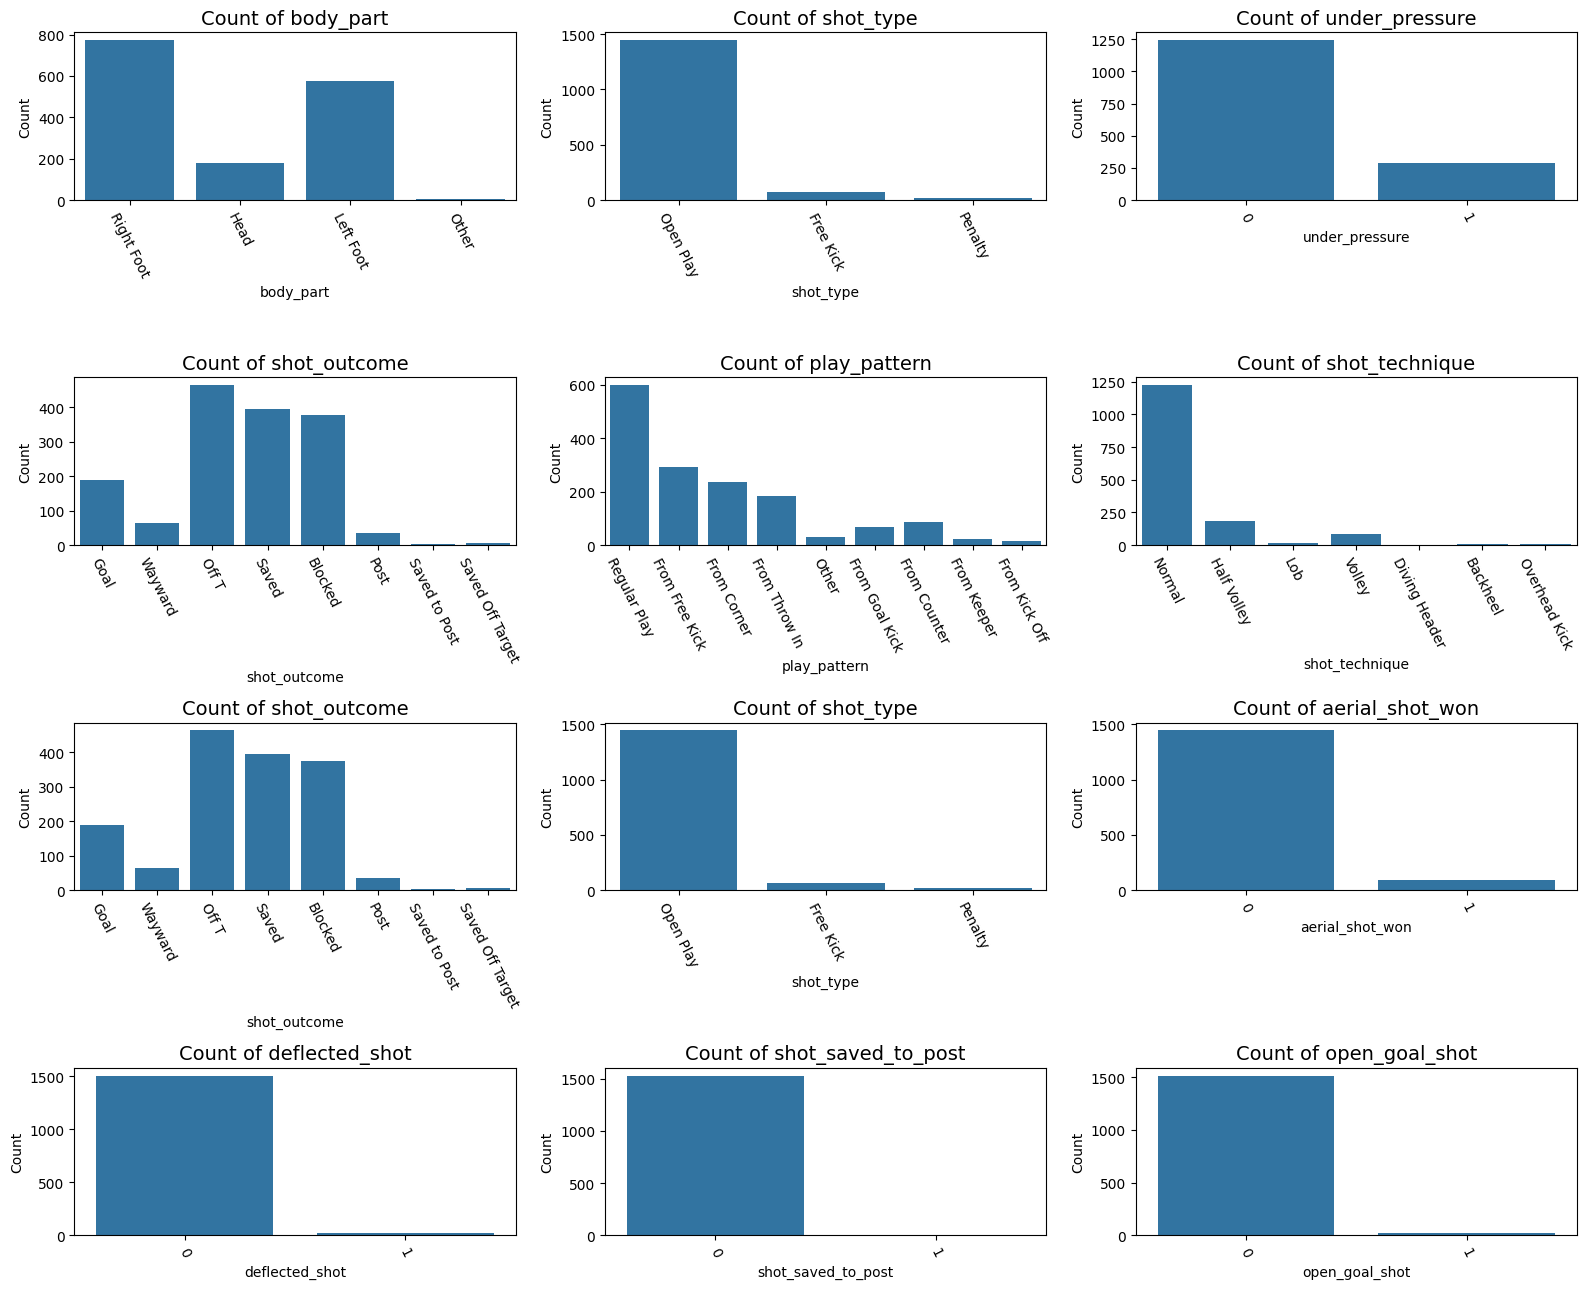 Count of body_part
800
600
400
200
0
Count
Right Foot
Head
Left Foot
Other
body_part
Count of shot_type
1500
1000
500
0
Count
Open Play
Free Kick
Penalty
shot_type
Count of under_pressure
1250
1000
750
500
250
0
Count
0
1
under_pressure
Count of shot_outcome
400
300
200
100
0
Count
Goal
Wayward
Off T
Saved
Blocked
Post
Saved to Post
Saved Off Target
shot_outcome
Count of play_pattern
600
400
200
0
Count
Regular Play
From Free Kick
From Corner
From Throw In
Other
From Goal Kick
From Counter
From Keeper
From Kick Off
play_pattern
Count of shot_technique
1250
1000
750
500
250
0
Count
Normal
Half Volley
Lob
Volley
Diving Header
Backheel
Overhead Kick
shot_technique
Count of shot_outcome
400
300
200
100
0
Count
Goal
Wayward
Off T
Saved
Blocked
Post
Saved to Post
Saved Off Target
shot_outcome
Count of shot_type
1500
1000
500
0
Count
Open Play
Free Kick
Penalty
shot_type
Count of aerial_shot_won
1500
1000
500
0
Count
0
1
aerial_shot_won
Count of deflected_shot
1500
1000
500
0
Count
0
1
deflected_shot
Count of shot_saved_to_post
1500
1000
500
0
Count
0
1
shot_saved_to_post
Count of open_goal_shot
1500
1000
500
0
Count
0
1
open_goal_shot